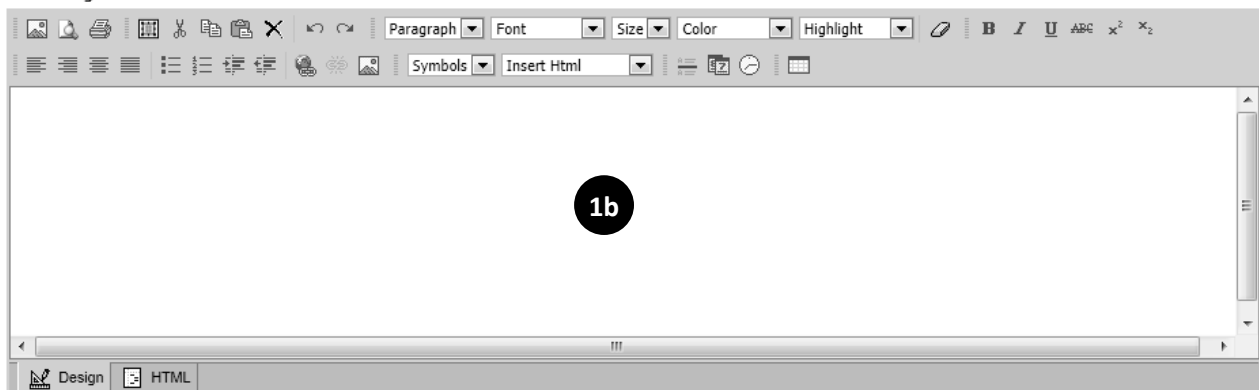 Paragraph Font Size Color Highlight B I U ABC x² x₂
Symbols Insert Html
1b
Design HTML